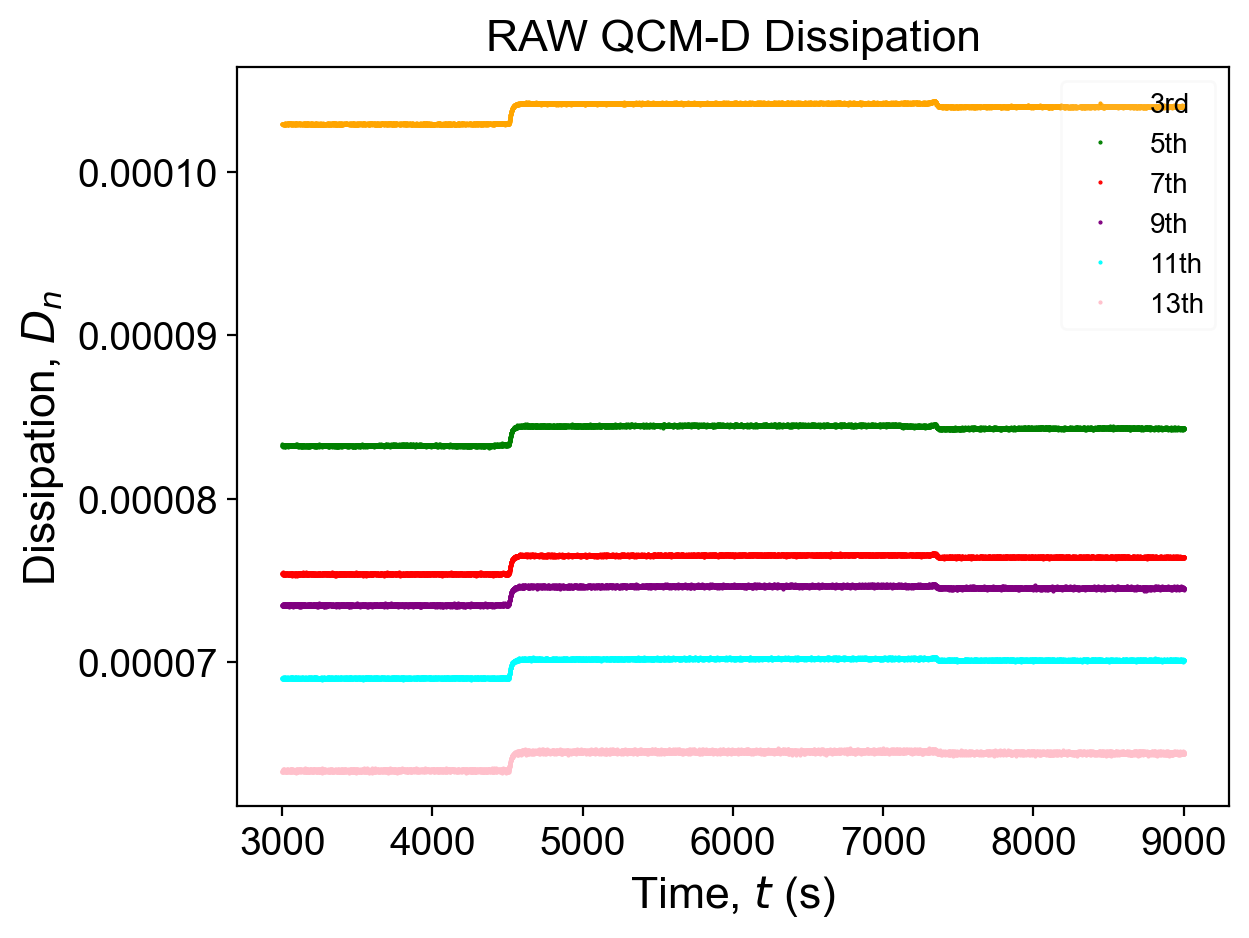 RAW QCM-D Dissipation
3rd
5th
7th
9th
11th
13th
0.00010
0.00009
0.00008
0.00007
Dissipation, Dn
3000 4000 5000 6000 7000 8000 9000
Time, t (s)